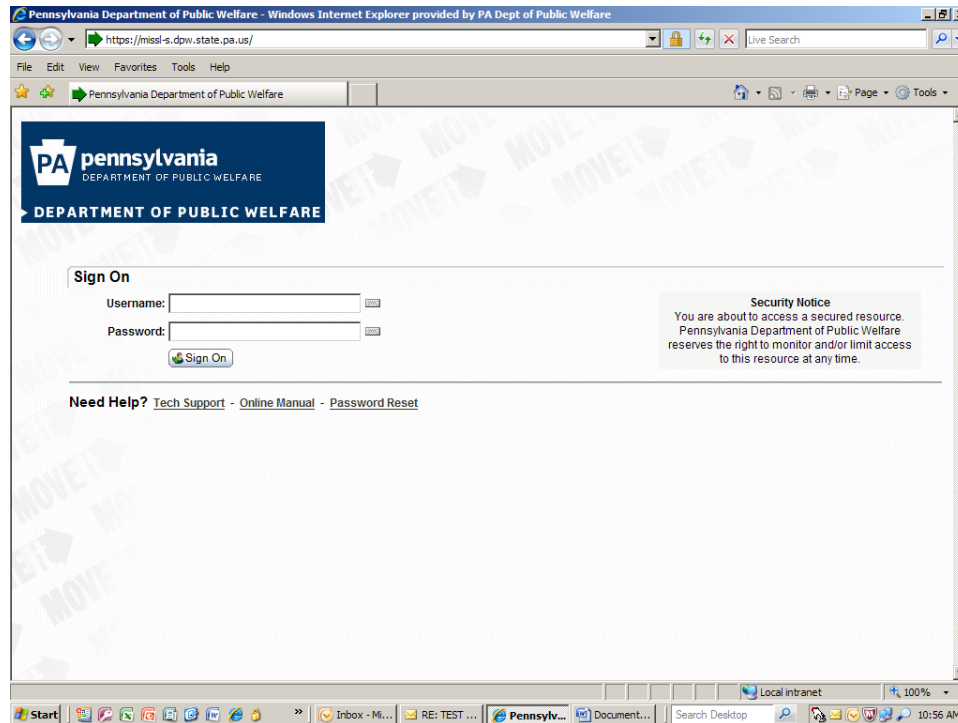 Pennsylvania Department of Public Welfare - Windows Internet Explorer provided by PA Dept of Public Welfare
https://missl-s.dpw.state.pa.us/
Live Search
File Edit View Favorites Tools Help
Pennsylvania Department of Public Welfare
Page Tools
PA pennsylvania
DEPARTMENT OF PUBLIC WELFARE
DEPARTMENT OF PUBLIC WELFARE
Sign On
Username:
Password:
Sign On
Security Notice
You are about to access a secured resource.
Pennsylvania Department of Public Welfare
reserves the right to monitor and/or limit access
to this resource at any time.
Need Help? Tech Support - Online Manual - Password Reset
MOVEit
Local intranet 100%
Start » Inbox - Mi... RE: TEST ... Pennsylv... Document... Search Desktop 10:56 AM